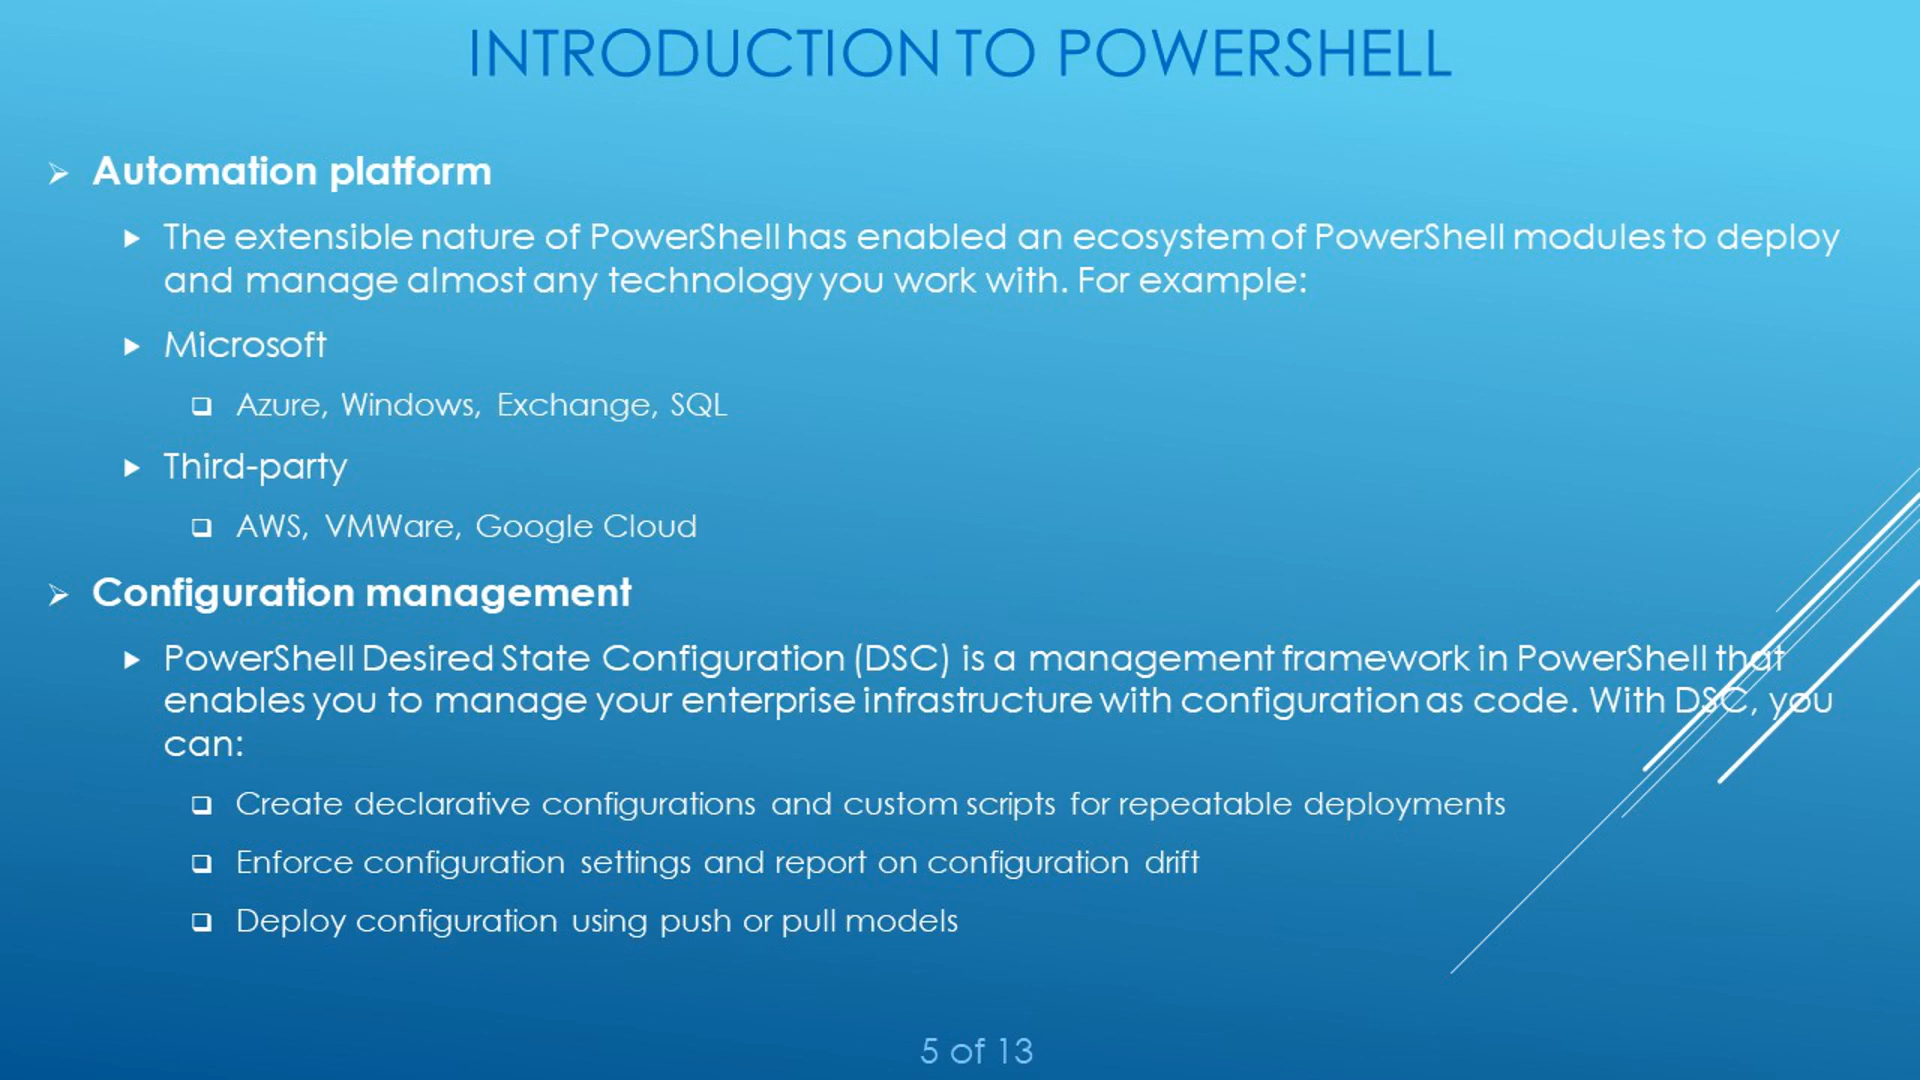 INTRODUCTION TO POWERSHELL
Automation platform
The extensible nature of PowerShell has enabled an ecosystem of PowerShell modules to deploy
and manage almost any technology you work with. For example:
Microsoft
Azure, Windows, Exchange, SQL
Third-party
AWS, VMWare, Google Cloud
Configuration management
PowerShell Desired State Configuration (DSC) is a management framework in PowerShell that
enables you to manage your enterprise infrastructure with configuration as code. With DSC, you
can:
Create declarative configurations and custom scripts for repeatable deployments
Enforce configuration settings and report on configuration drift
Deploy configuration using push or pull models
5 of 13